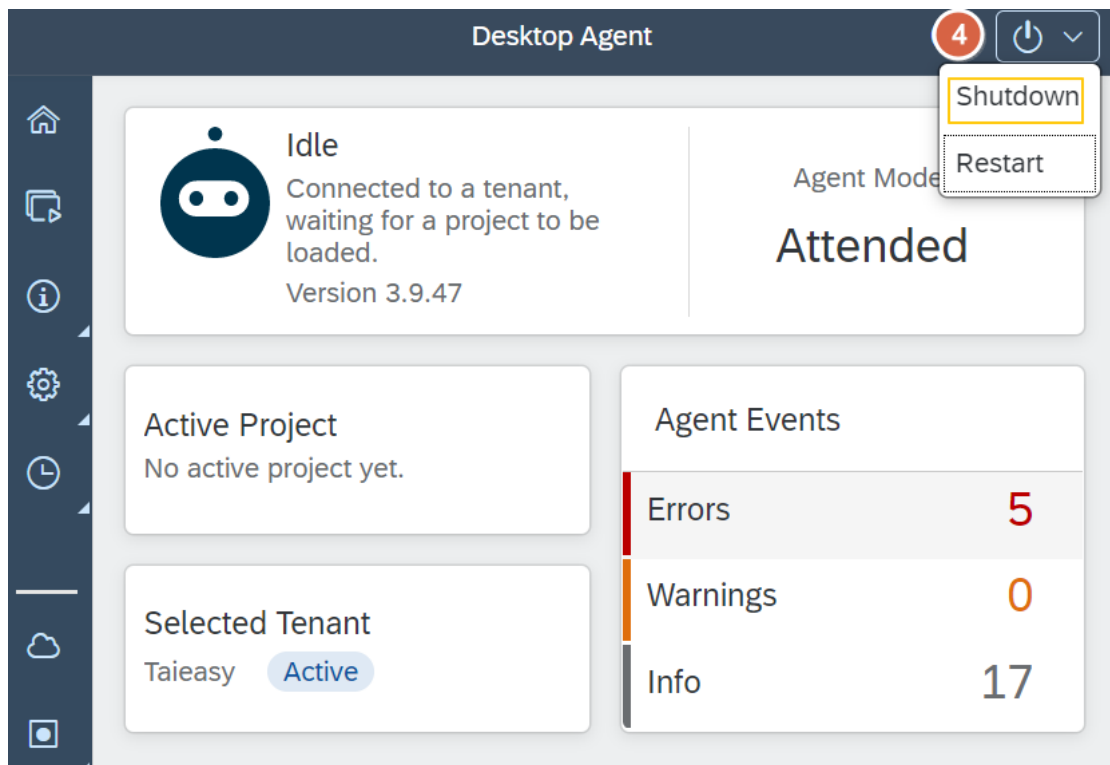 Desktop Agent
4
Shutdown
Restart
Idle
Connected to a tenant,
waiting for a project to be
loaded.
Version 3.9.47
Agent Mode
Attended
Active Project
No active project yet.
Agent Events
Errors 5
Warnings 0
Info 17
Selected Tenant
Taieasy Active